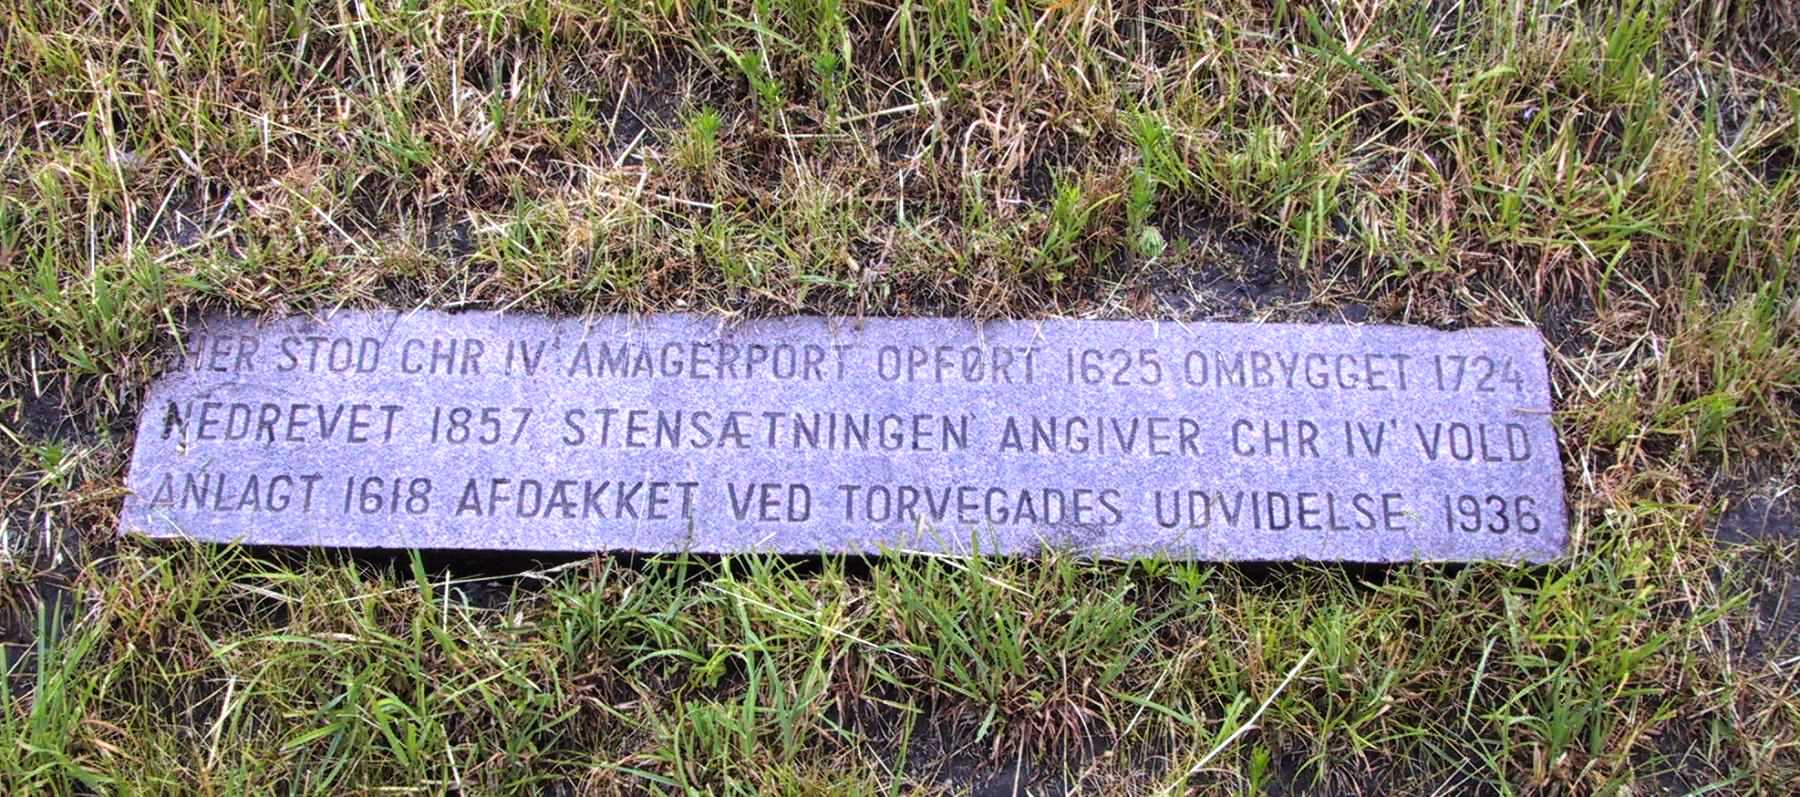 HER STOD CHR IV' AMAGERPORT OPFØRT 1625 OMBYGGET 1724
NEDREVET 1857 STENSÆTNINGEN ANGIVER CHR IV' VOLD
ANLAGT 1618 AFDÆKKET VED TORVEGADES UDVIDELSE 1936